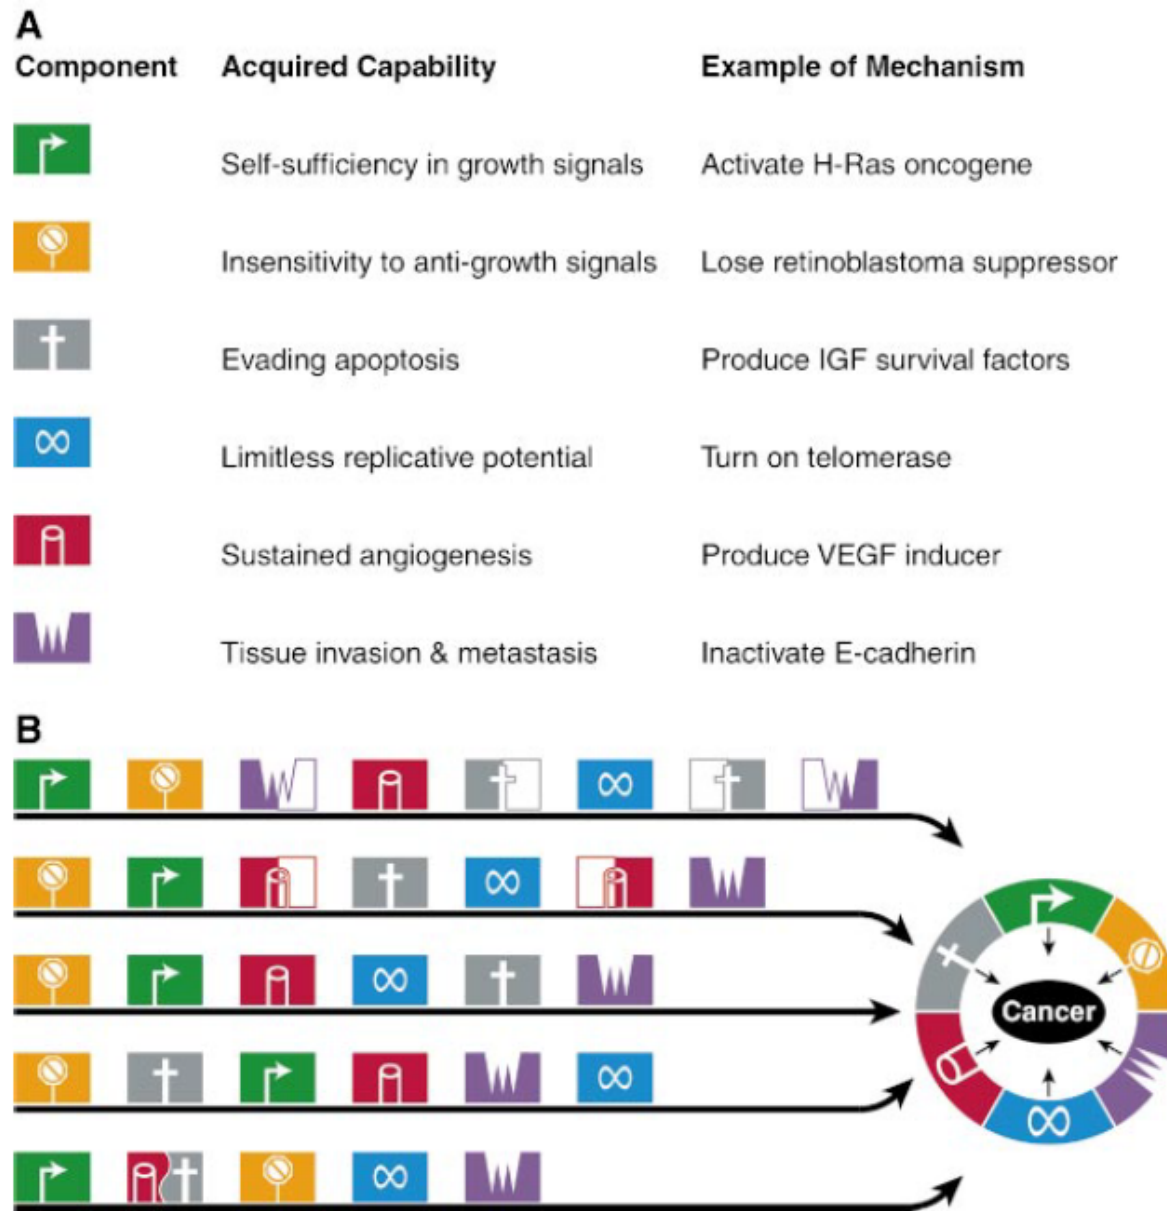 A
Component Acquired Capability Example of Mechanism
Self-sufficiency in growth signals Activate H-Ras oncogene
Insensitivity to anti-growth signals Lose retinoblastoma suppressor
Evading apoptosis Produce IGF survival factors
Limitless replicative potential Turn on telomerase
Sustained angiogenesis Produce VEGF inducer
Tissue invasion & metastasis Inactivate E-cadherin
B
Cancer